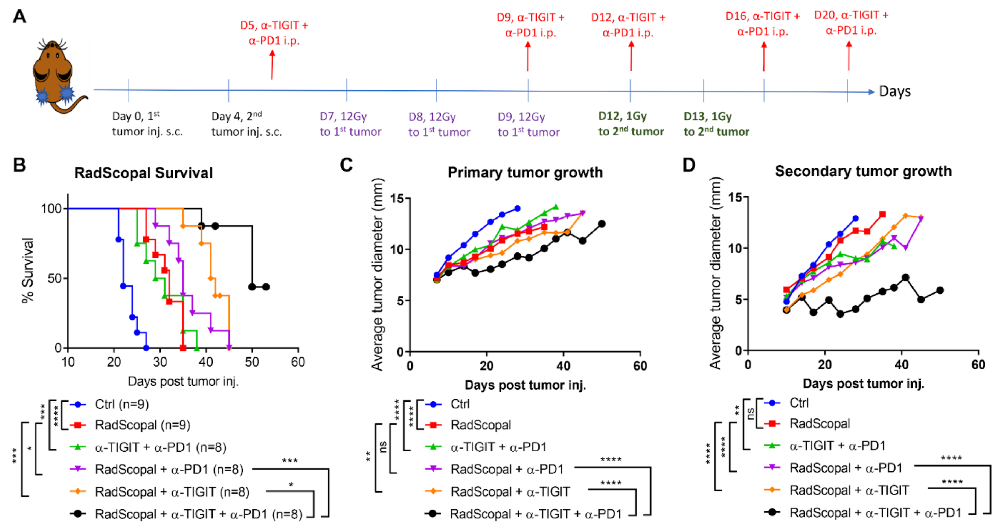 A
D5, α-TIGIT +
α-PD1 i.p.
D9, α-TIGIT +
α-PD1 i.p.
D12, α-TIGIT +
α-PD1 i.p.
D16, α-TIGIT +
α-PD1 i.p.
D20, α-TIGIT +
α-PD1 i.p.
Days
Day 0, 1st
tumor inj. s.c.
Day 4, 2nd
tumor inj. s.c.
D7, 12Gy
to 1st tumor
D8, 12Gy
to 1st tumor
D9, 12Gy
to 1st tumor
D12, 1Gy
to 2nd tumor
D13, 1Gy
to 2nd tumor
B
RadScopal Survival
% Survival
100
50
0
10 20 30 40 50 60
Days post tumor inj.
Ctrl (n=9)
RadScopal (n=9)
α-TIGIT + α-PD1 (n=8)
RadScopal + α-PD1 (n=8)
RadScopal + α-TIGIT (n=8)
RadScopal + α-TIGIT + α-PD1 (n=8)
***
*
***
****
***
*
C
Primary tumor growth
Average tumor diameter (mm)
15
10
5
0
0 20 40 60
Days post tumor inj.
Ctrl
RadScopal
α-TIGIT + α-PD1
RadScopal + α-PD1
RadScopal + α-TIGIT
RadScopal + α-TIGIT + α-PD1
**
ns
****
****
****
****
D
Secondary tumor growth
Average tumor diameter (mm)
15
10
5
0
0 20 40 60
Days post tumor inj.
Ctrl
RadScopal
α-TIGIT + α-PD1
RadScopal + α-PD1
RadScopal + α-TIGIT
RadScopal + α-TIGIT + α-PD1
****
****
**
ns
****
****